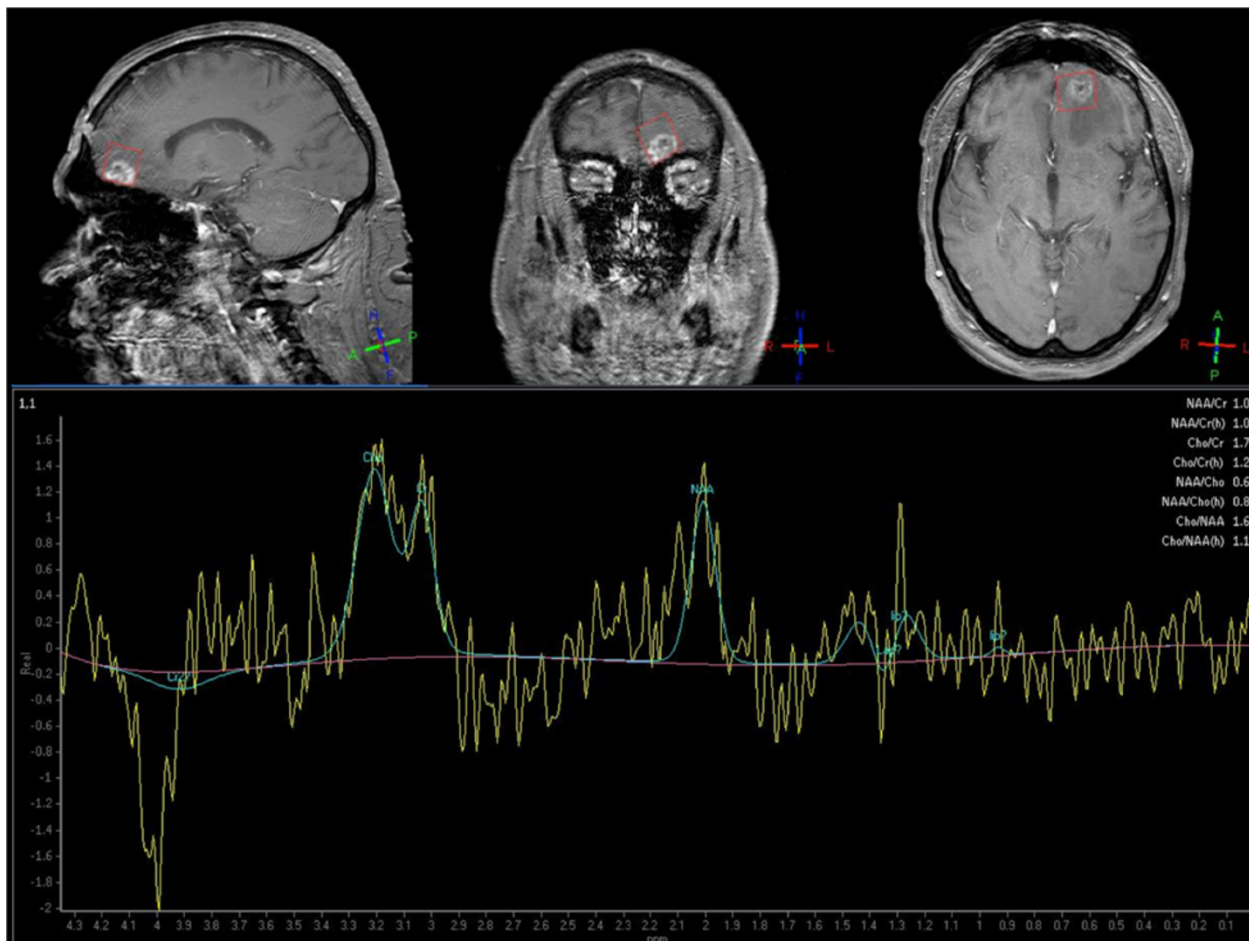 H
P
A
F
H
R
A
L
F
A
R
L
P
1,1
NAA/Cr 1.0
NAA/Cr(h) 1.0
Cho/Cr 1.7
Cho/Cr(h) 1.2
NAA/Cho 0.6
NAA/Cho(h) 0.8
Cho/NAA 1.6
Cho/NAA(h) 1.1
1.6
1.4
1.2
1
0.8
0.6
0.4
0.2
0
-0.2
-0.4
-0.6
-0.8
-1
-1.2
-1.4
-1.6
-1.8
-2
Real
Cr
NAA
4.3 4.2 4.1 4 3.9 3.8 3.7 3.6 3.5 3.4 3.3 3.2 3.1 3 2.9 2.8 2.7 2.6 2.5 2.4 2.3 2.2 2.1 2 1.9 1.8 1.7 1.6 1.5 1.4 1.3 1.2 1.1 1 0.9 0.8 0.7 0.6 0.5 0.4 0.3 0.2 0.1
ppm